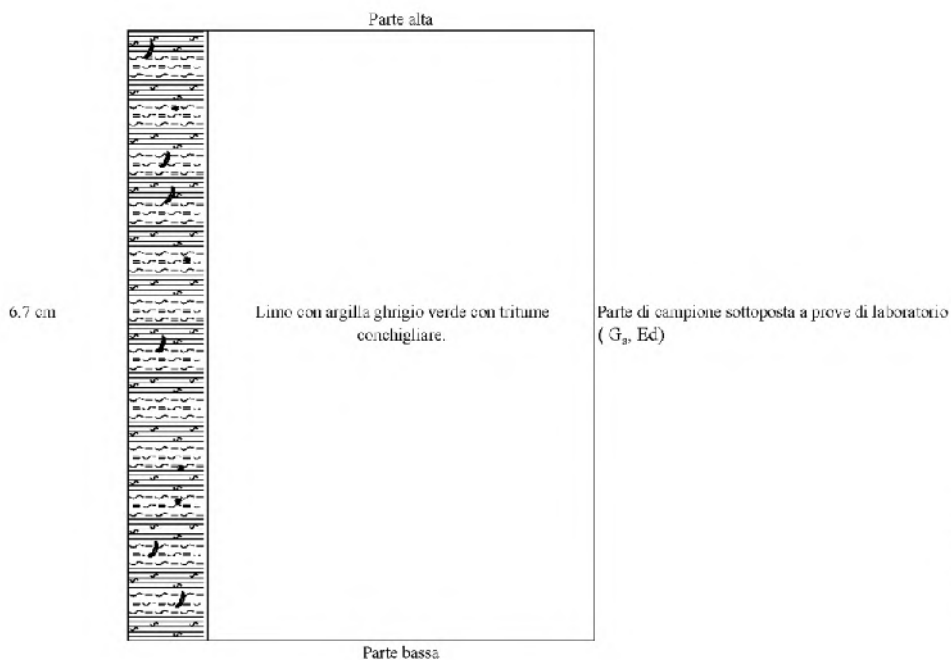 Parte alta
6.7 cm
Limo con argilla ghrigio verde con tritume
conchigliare.
Parte di campione sottoposta a prove di laboratorio
( Gₐ, Ed)
Parte bassa